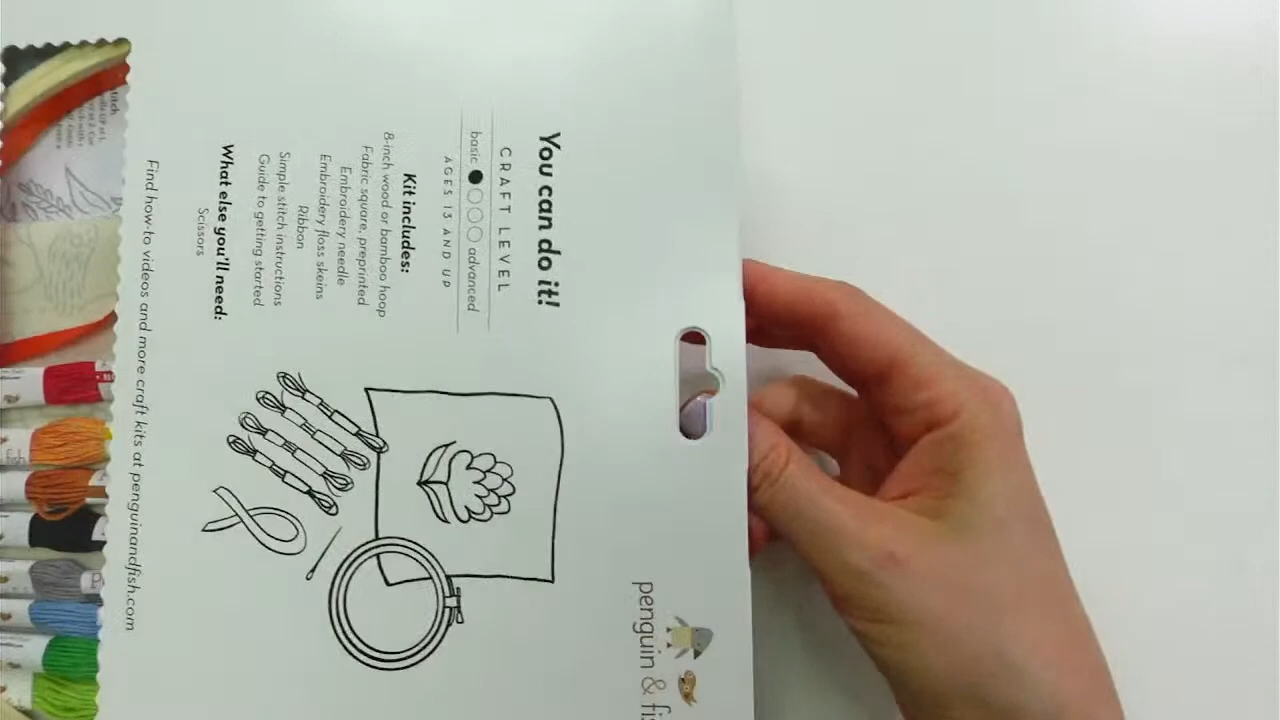 You can do it!
CRAFT LEVEL
basic advanced
AGES 13 AND UP
Kit includes:
8-inch wood or bamboo hoop
Fabric square, preprinted
Embroidery needle
Embroidery floss skeins
Ribbon
Simple stitch instructions
Guide to getting started
What else you'll need:
Scissors
Find how-to videos and more craft kits at penguinandfish.com
penguin & fis
fish